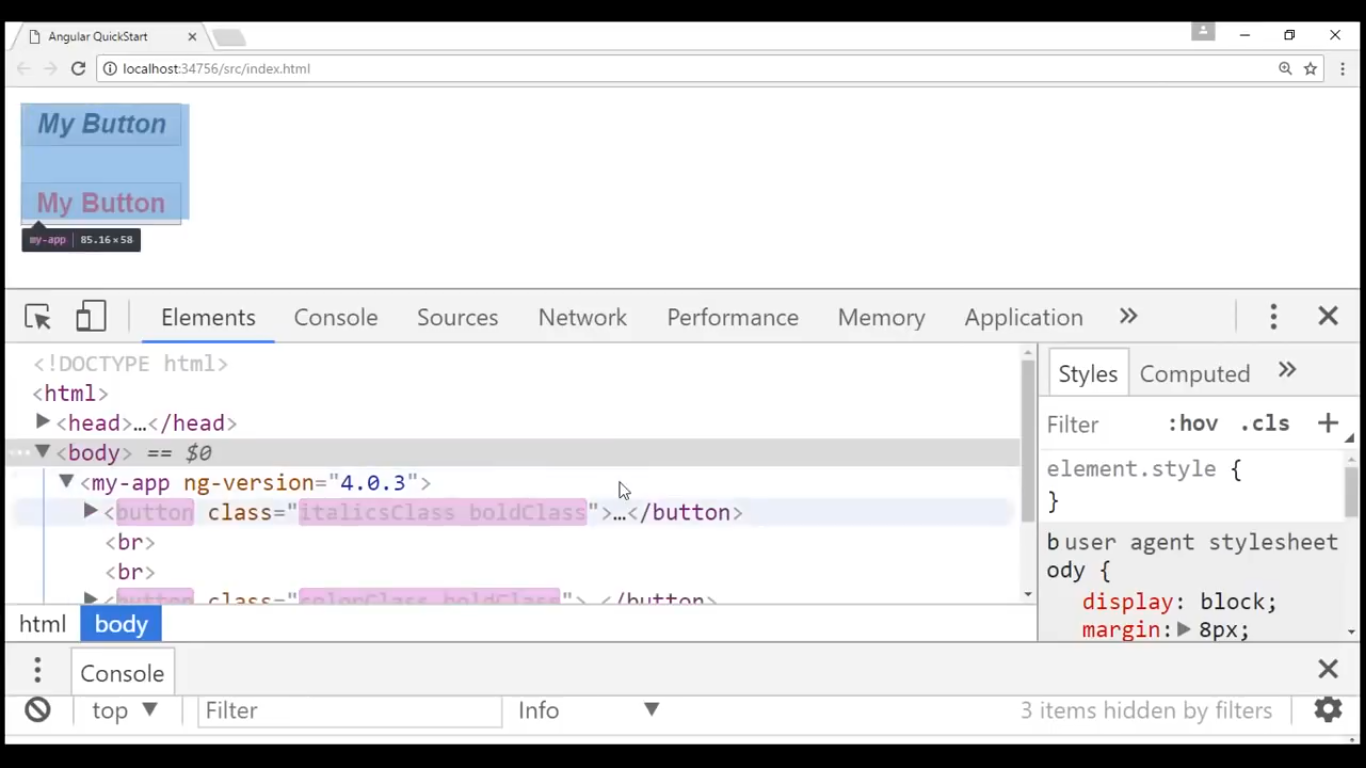 Angular QuickStart
localhost:34756/src/index.html
My Button
My Button
my-app 85.16×58
Elements Console Sources Network Performance Memory Application »
<!DOCTYPE html>
<html>
<head>…</head>
<body> == $0
<my-app ng-version="4.0.3">
<button class="italicsClass boldClass">…</button>
<br>
<br>
<button class="colorClass boldClass"> </button>
html body
Styles Computed »
Filter :hov .cls +
element.style {
}
b user agent stylesheet
ody {
display: block;
margin: 8px;
Console
top Filter Info 3 items hidden by filters